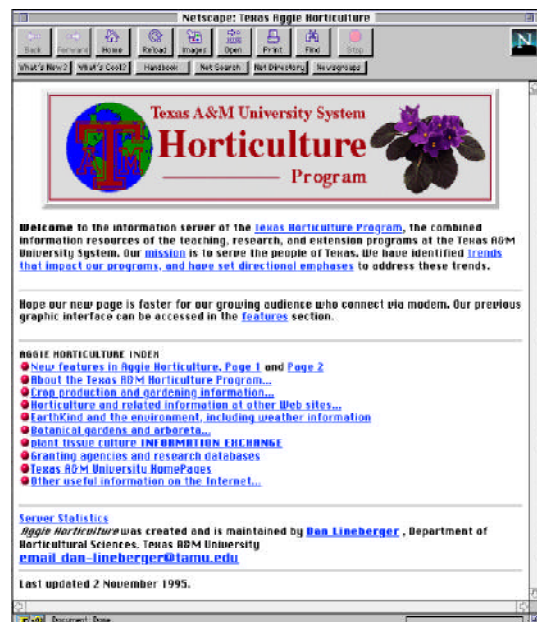 Netscape: Texas Aggie Horticulture
Back Forward Home Reload Images Open Print Find Stop
What's New? What's Cool? Handbook Net Search Net Directory Newsgroups
N
Texas A&M University System
Horticulture
Program
Welcome to the information server of the Texas Horticulture Program, the combined
information resources of the teaching, research, and extension programs at the Texas A&M
University System. Our mission is to serve the people of Texas. We have identified trends
that impact our programs, and have set directional emphases to address these trends.
Hope our new page is faster for our growing audience who connect via modem. Our previous
graphic interface can be accessed in the features section.
AGGIE HORTICULTURE INDEX
New features in Aggie Horticulture, Page 1 and Page 2
About the Texas A&M Horticulture Program...
Crop production and gardening information...
Horticulture and related information at other Web sites...
EarthKind and the environment, including weather information
Botanical gardens and arboreta...
plant tissue culture INFORMATION EXCHANGE
Granting agencies and research databases
Texas A&M University HomePages
Other useful information on the Internet...
Server Statistics
Aggie Horticulture was created and is maintained by Dan Lineberger , Department of
Horticultural Sciences, Texas A&M University
email dan-lineberger@tamu.edu
Last updated 2 November 1995.
Document: Done.